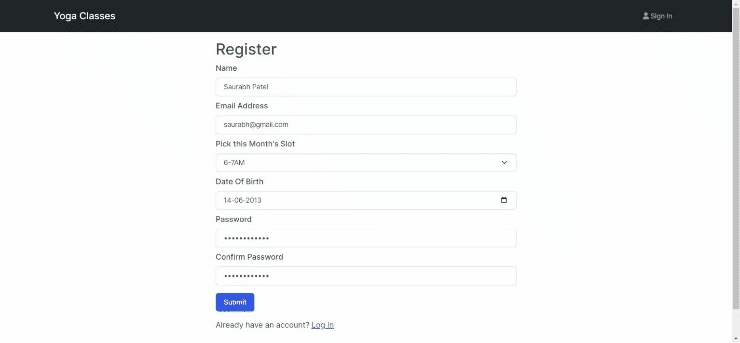 Yoga Classes
Sign In
Register
Name
Saurabh Patel
Email Address
saurabh@gmail.com
Pick this Month's Slot
6-7AM
Date Of Birth
14-06-2013
Password
••••••••••••
Confirm Password
••••••••••••
Submit
Already have an account? Log in